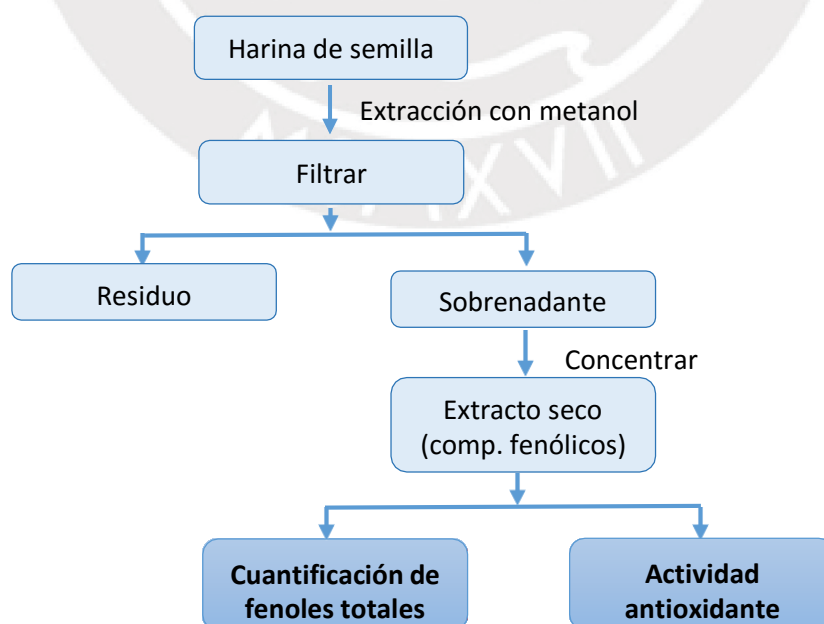 Harina de semilla
Extracción con metanol
Filtrar
Residuo
Sobrenadante
Concentrar
Extracto seco
(comp. fenólicos)
Cuantificación de
fenoles totales
Actividad
antioxidante